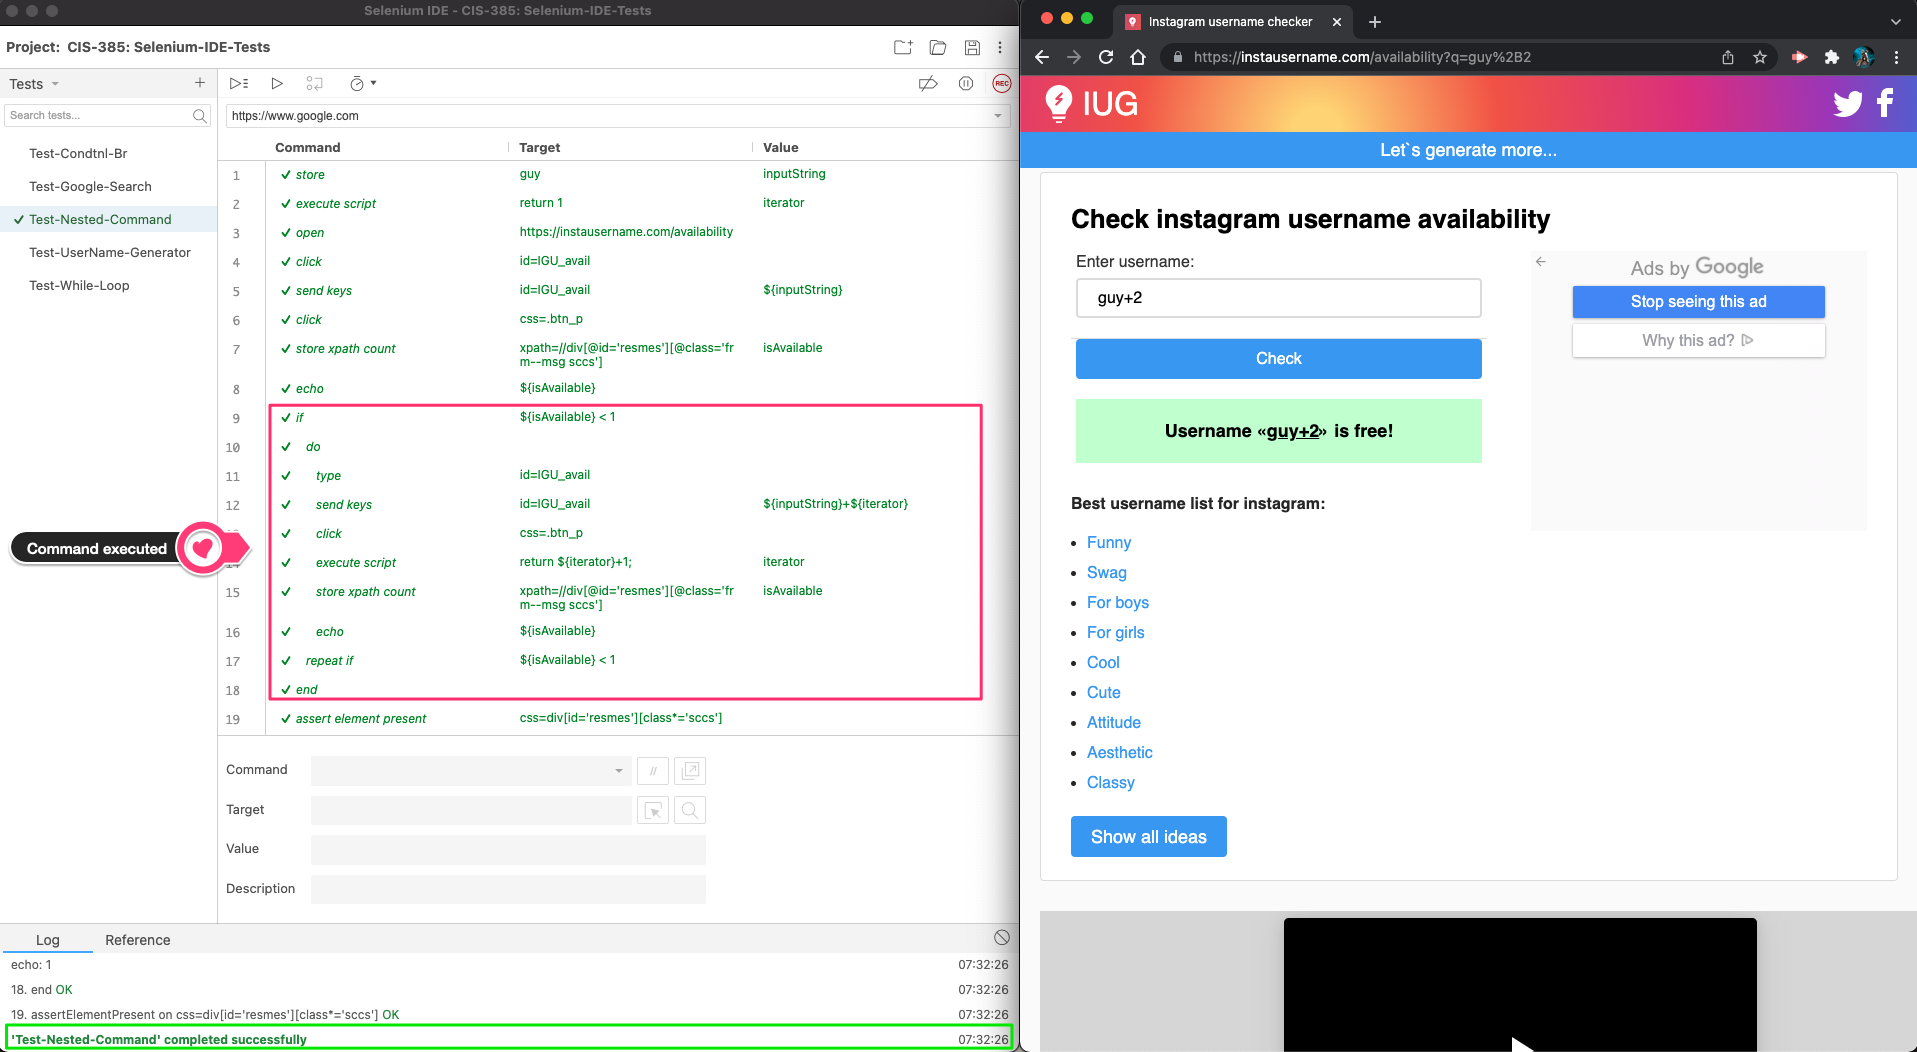 Selenium IDE - CIS-385: Selenium-IDE-Tests
Project: CIS-385: Selenium-IDE-Tests
Tests
Search tests...
Test-Condtnl-Br
Test-Google-Search
Test-Nested-Command
Test-UserName-Generator
Test-While-Loop
REC
https://www.google.com
Command Target Value
1 store guy inputString
2 execute script return 1 iterator
3 open https://instausername.com/availability
4 click id=IGU_avail
5 send keys id=IGU_avail ${inputString}
6 click css=.btn_p
7 store xpath count xpath=//div[@id='resmes'][@class='fr isAvailable
m--msg sccs']
8 echo ${isAvailable}
9 if ${isAvailable} < 1
10 do
11 type id=IGU_avail
12 send keys id=IGU_avail ${inputString}+${iterator}
click css=.btn_p
Command executed
14 execute script return ${iterator}+1; iterator
15 store xpath count xpath=//div[@id='resmes'][@class='fr isAvailable
m--msg sccs']
16 echo ${isAvailable}
17 repeat if ${isAvailable} < 1
18 end
19 assert element present css=div[id='resmes'][class*='sccs']
Command //
Target
Value
Description
Log Reference
echo: 1 07:32:26
18. end OK 07:32:26
19. assertElementPresent on css=div[id='resmes'][class*='sccs'] OK 07:32:26
'Test-Nested-Command' completed successfully 07:32:26
Instagram username checker
https://instausername.com/availability?q=guy%2B2
IUG
Let`s generate more...
Check instagram username availability
Enter username:
guy+2
Check
Username «guy+2» is free!
Ads by Google
Stop seeing this ad
Why this ad?
Best username list for instagram:
Funny
Swag
For boys
For girls
Cool
Cute
Attitude
Aesthetic
Classy
Show all ideas